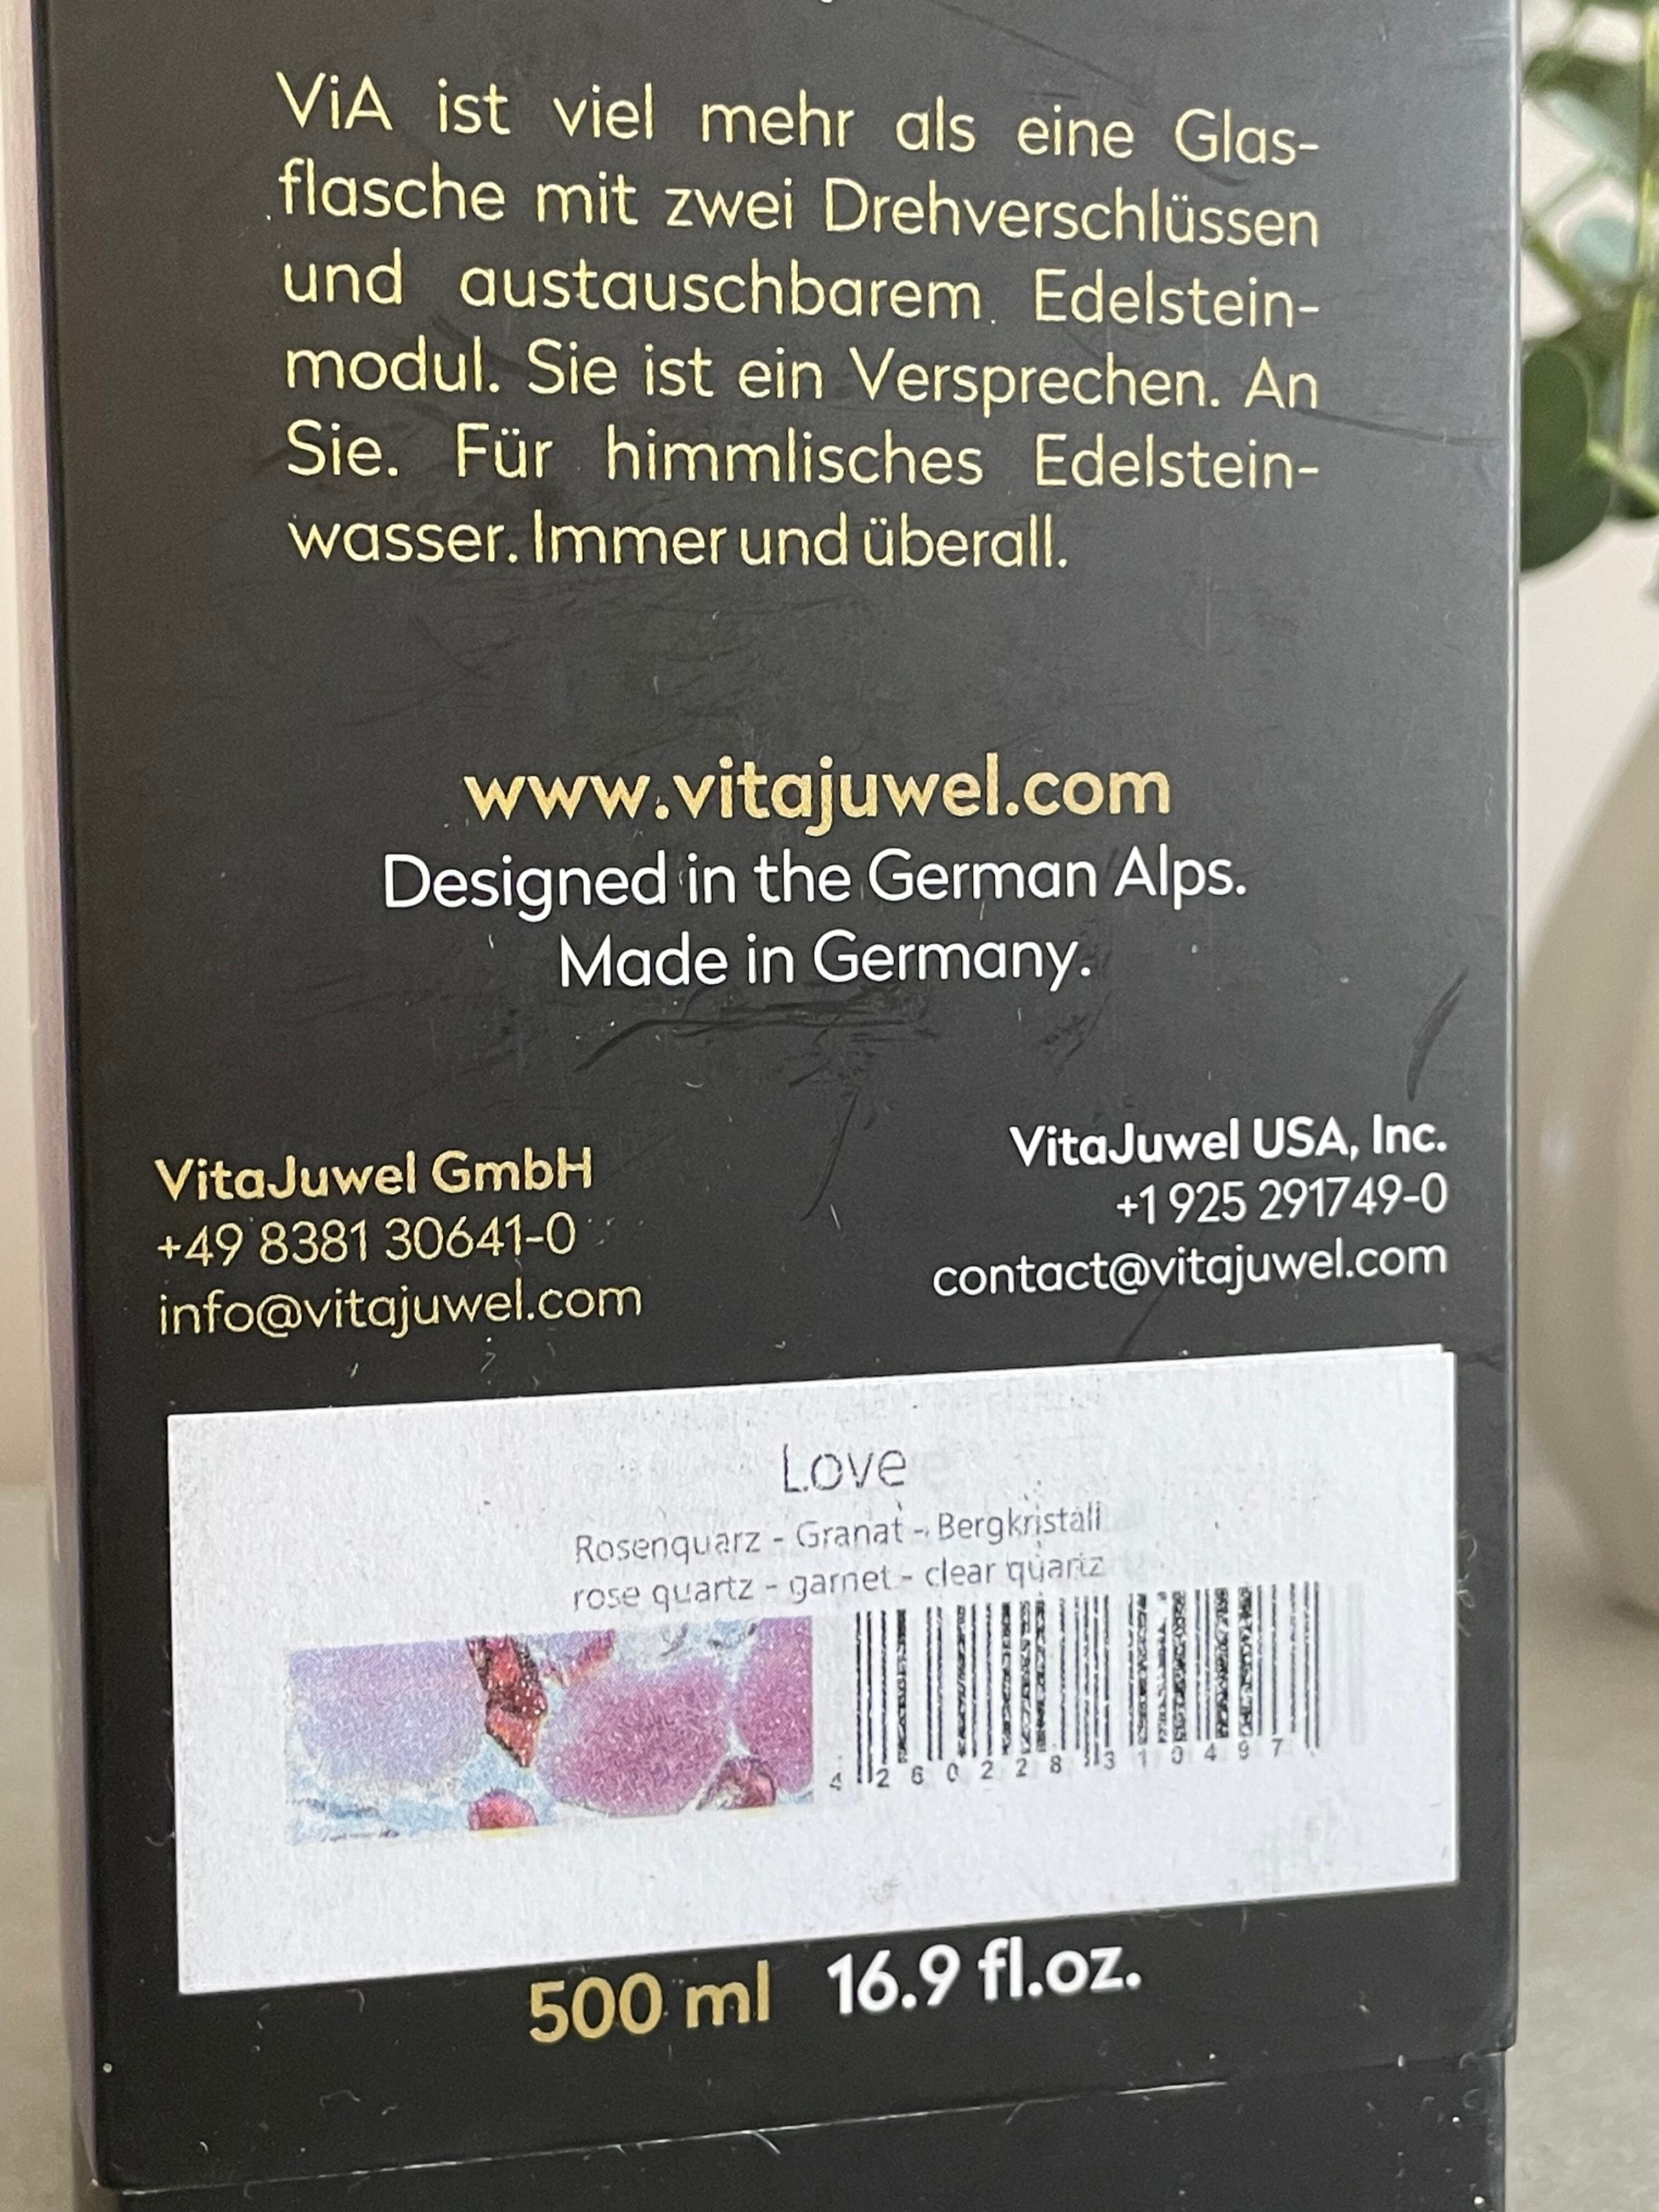 ViA ist viel mehr als eine Glas-
flasche mit zwei Drehverschlüssen
und austauschbarem Edelstein-
modul. Sie ist ein Versprechen. An
Sie. Für himmlisches Edelstein-
wasser. Immer und überall.
www.vitajuwel.com
Designed in the German Alps.
Made in Germany.
VitaJuwel GmbH
+49 8381 30641-0
info@vitajuwel.com
VitaJuwel USA, Inc.
+1 925 291749-0
contact@vitajuwel.com
Love
Rosenquarz - Granat - Bergkristall
rose quartz - garnet - clear quartz
4 260228 310497
500 ml 16.9 fl.oz.